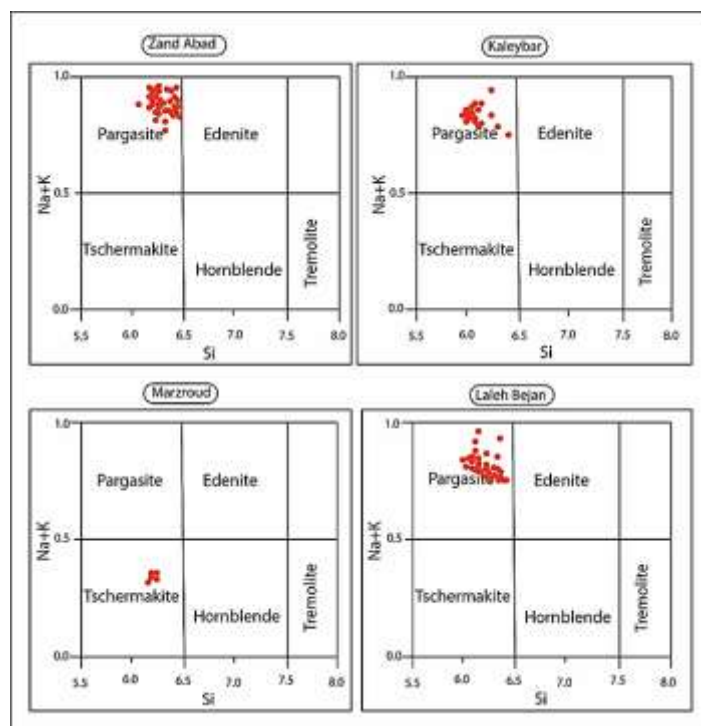 Zand Abad
1.0
Pargasite
Edenite
Na+K
0.5
Tschermakite
Hornblende
Tremolite
0.0
5.5 6.0 6.5 7.0 7.5 8.0
Si
Kaleybar
1.0
Pargasite
Edenite
Na+K
0.5
Tschermakite
Hornblende
Tremolite
0.0
5.5 6.0 6.5 7.0 7.5 8.0
Si
Marzroud
1.0
Pargasite
Edenite
Na+K
0.5
Tschermakite
Hornblende
Tremolite
0.0
5.5 6.0 6.5 7.0 7.5 8.0
Si
Laleh Bejan
1.0
Pargasite
Edenite
Na+K
0.5
Tschermakite
Hornblende
Tremolite
0.0
5.5 6.0 6.5 7.0 7.5 8.0
Si